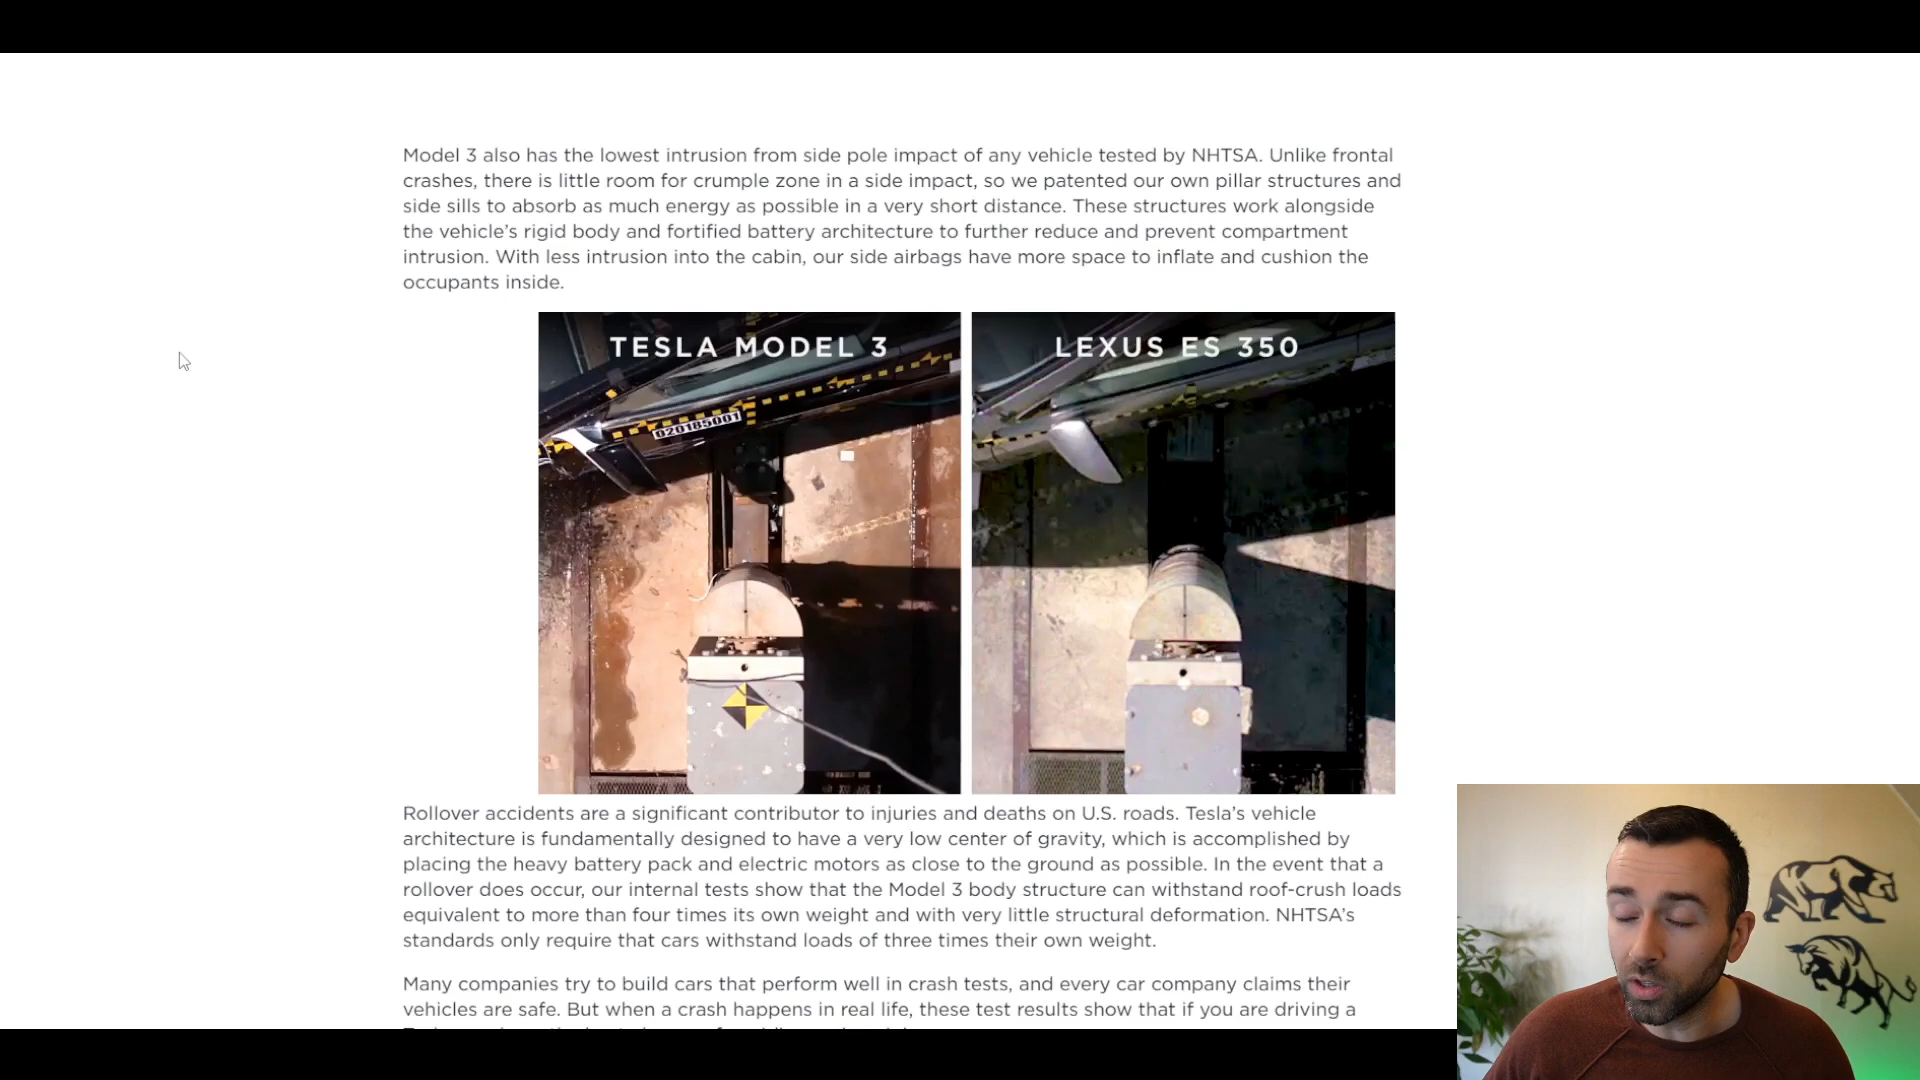 Model 3 also has the lowest intrusion from side pole impact of any vehicle tested by NHTSA. Unlike frontal
crashes, there is little room for crumple zone in a side impact, so we patented our own pillar structures and
side sills to absorb as much energy as possible in a very short distance. These structures work alongside
the vehicle’s rigid body and fortified battery architecture to further reduce and prevent compartment
intrusion. With less intrusion into the cabin, our side airbags have more space to inflate and cushion the
occupants inside.
TESLA MODEL 3
LEXUS ES 350
020185001
Rollover accidents are a significant contributor to injuries and deaths on U.S. roads. Tesla’s vehicle
architecture is fundamentally designed to have a very low center of gravity, which is accomplished by
placing the heavy battery pack and electric motors as close to the ground as possible. In the event that a
rollover does occur, our internal tests show that the Model 3 body structure can withstand roof-crush loads
equivalent to more than four times its own weight and with very little structural deformation. NHTSA’s
standards only require that cars withstand loads of three times their own weight.
Many companies try to build cars that perform well in crash tests, and every car company claims their
vehicles are safe. But when a crash happens in real life, these test results show that if you are driving a